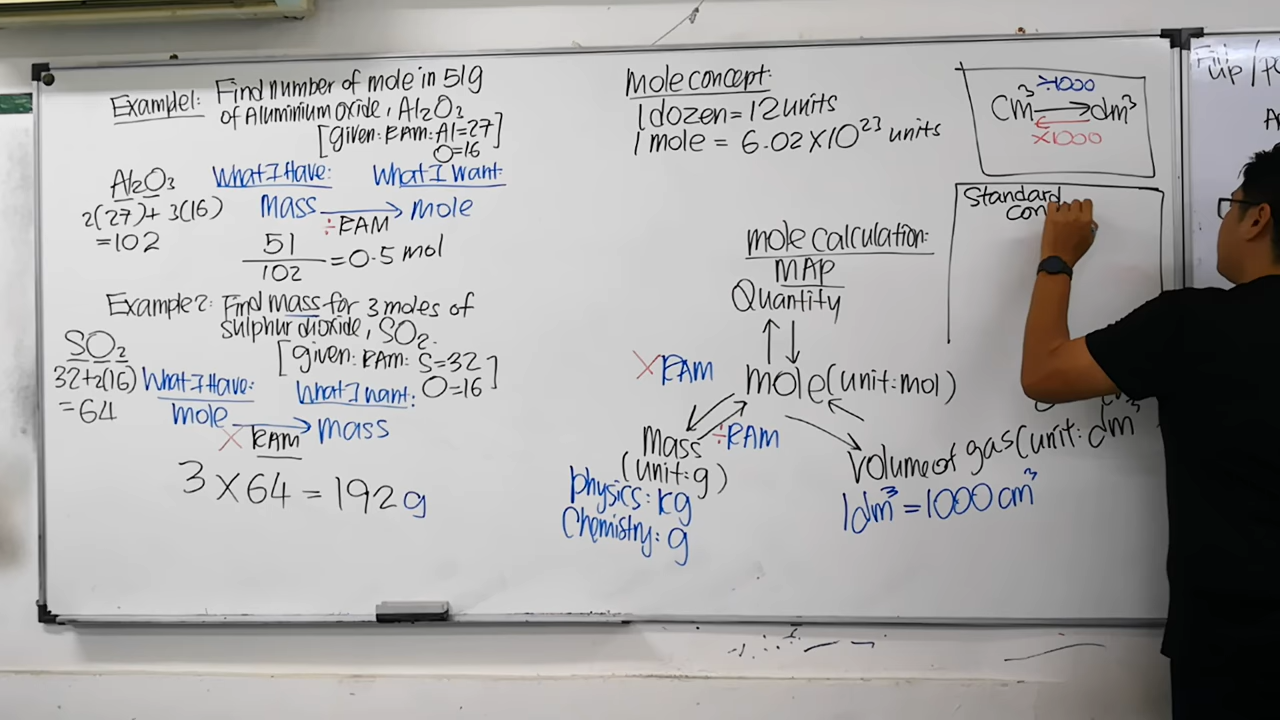 Example1: Find number of mole in 51g
of Aluminium oxide, Al2O3
[given: RAM: Al=27]
O=16
Al2O3
2(27)+3(16)
=102
What I Have: What I Want:
Mass → mole
÷RAM
51
102
=0.5 mol
Example2: Find mass for 3 moles of
sulphur dioxide, SO2.
[given: RAM: S=32]
O=16
SO2
32+2(16)
=64
What I Have: What I want:
mole → mass
× RAM
3×64=192g
Mole concept:
1 dozen=12 units
1 mole = 6.02×10²³ units
mole calculation:
MAP
Quantity
mole(unit:mol)
×RAM
÷RAM
Mass
(unit:g)
physics: kg
Chemistry: g
Volume of gas(unit:dm³
1dm³=1000cm³
÷1000
Cm³ → dm³
×1000
Standard
con
up /